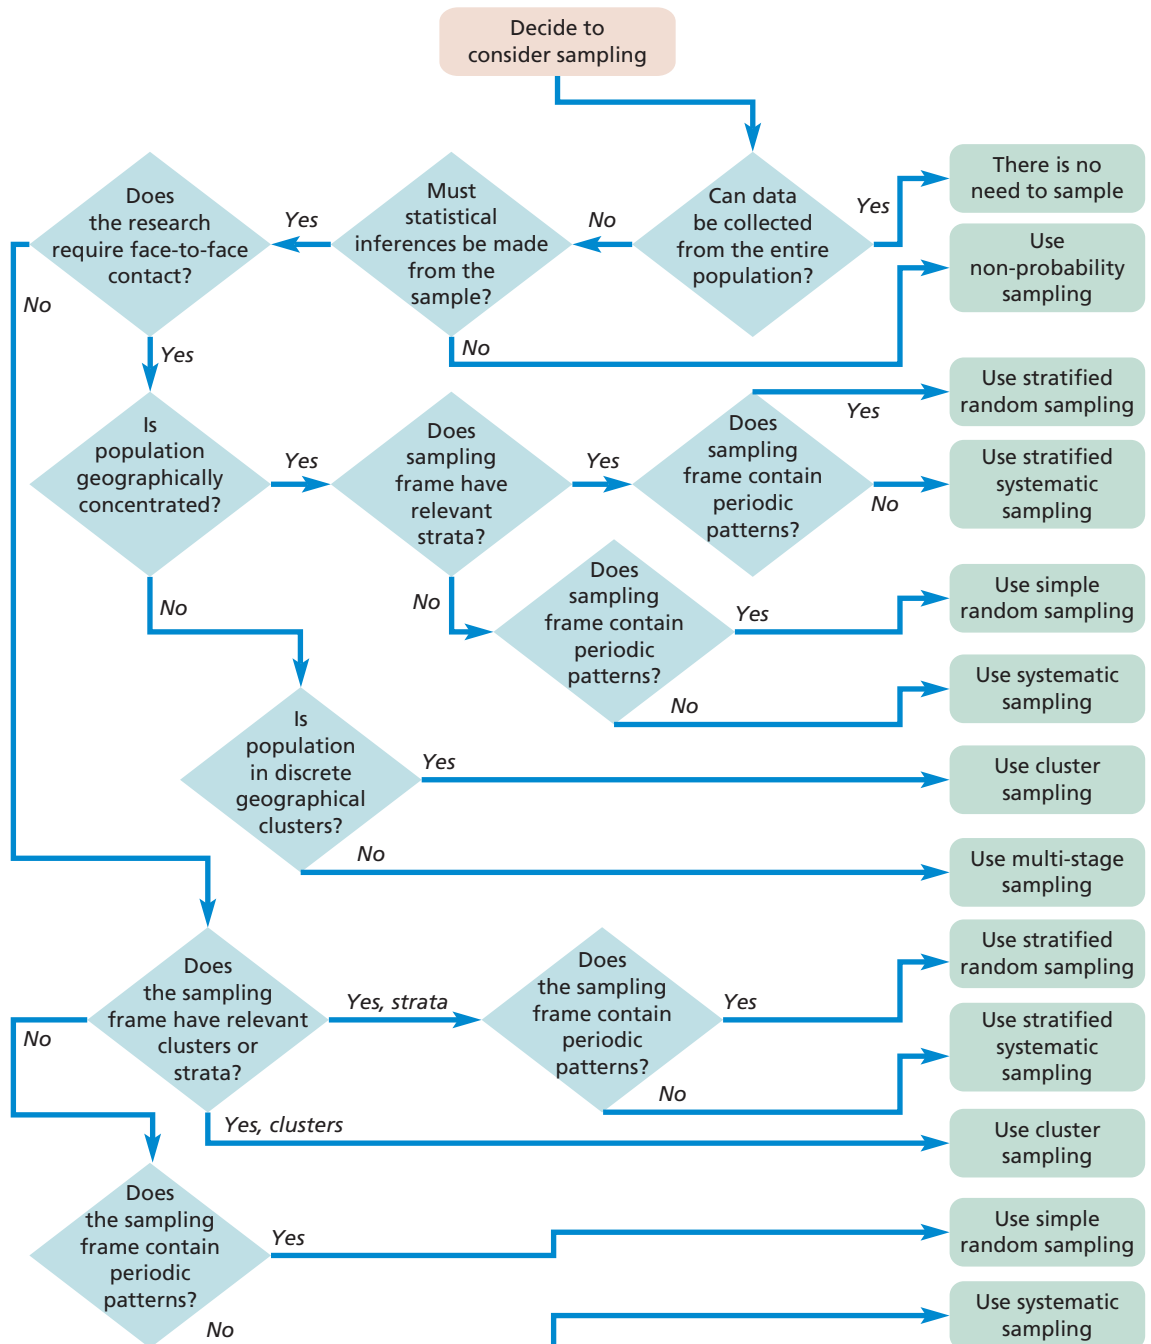 Decide to
consider sampling
Does
the research
require face-to-face
contact?
Yes
Must
statistical
inferences be made
from the
sample?
No
Can data
be collected
from the entire
population?
Yes
There is no
need to sample
Use
non-probability
sampling
No
No
Yes
Is
population
geographically
concentrated?
Yes
Does
sampling
frame have
relevant
strata?
Yes
Does
sampling
frame contain
periodic
patterns?
Yes
Use stratified
random sampling
No
Use stratified
systematic
sampling
No
No
Does
sampling
frame contain
periodic
patterns?
Yes
Use simple
random sampling
No
Use systematic
sampling
Is
population
in discrete
geographical
clusters?
Yes
Use cluster
sampling
No
Use multi-stage
sampling
Does
the sampling
frame have relevant
clusters or
strata?
Yes, strata
Does
the sampling
frame contain
periodic
patterns?
Yes
Use stratified
random sampling
No
Use stratified
systematic
sampling
No
Yes, clusters
Use cluster
sampling
Does
the sampling
frame contain
periodic
patterns?
Yes
Use simple
random sampling
No
Use systematic
sampling